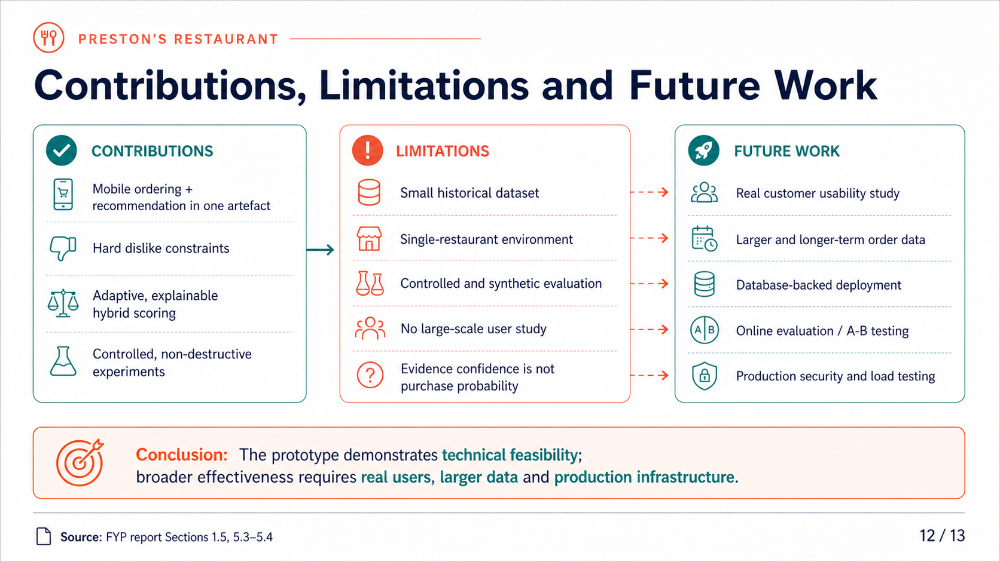 PRESTON'S RESTAURANT
Contributions, Limitations and Future Work
CONTRIBUTIONS
Mobile ordering +
recommendation in one artefact
Hard dislike constraints
Adaptive, explainable
hybrid scoring
Controlled, non-destructive
experiments
LIMITATIONS
Small historical dataset
Single-restaurant environment
Controlled and synthetic evaluation
No large-scale user study
Evidence confidence is not
purchase probability
FUTURE WORK
Real customer usability study
Larger and longer-term order data
Database-backed deployment
A B
Online evaluation / A-B testing
Production security and load testing
Conclusion: The prototype demonstrates technical feasibility;
broader effectiveness requires real users, larger data and production infrastructure.
Source: FYP report Sections 1.5, 5.3–5.4
12 / 13